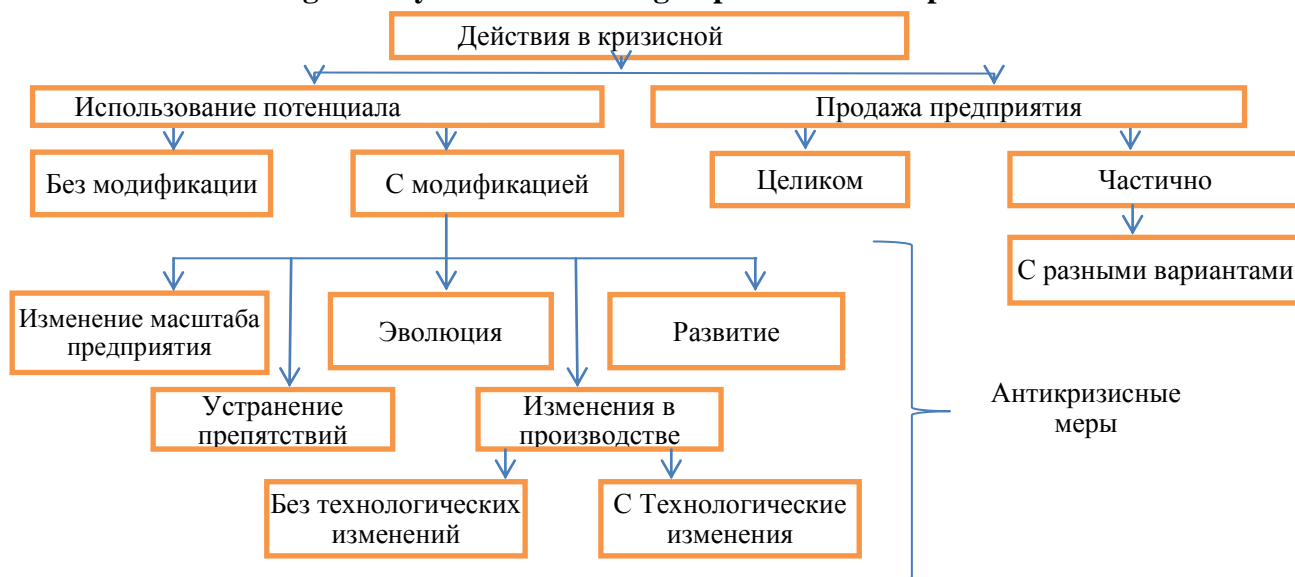 Действия в кризисной
Использование потенциала
Продажа предприятия
Без модификации
С модификацией
Целиком
Частично
С разными вариантами
Изменение масштаба
предприятия
Эволюция
Развитие
Устранение
препятствий
Изменения в
производстве
Антикризисные
меры
Без технологических
изменений
С Технологические
изменения